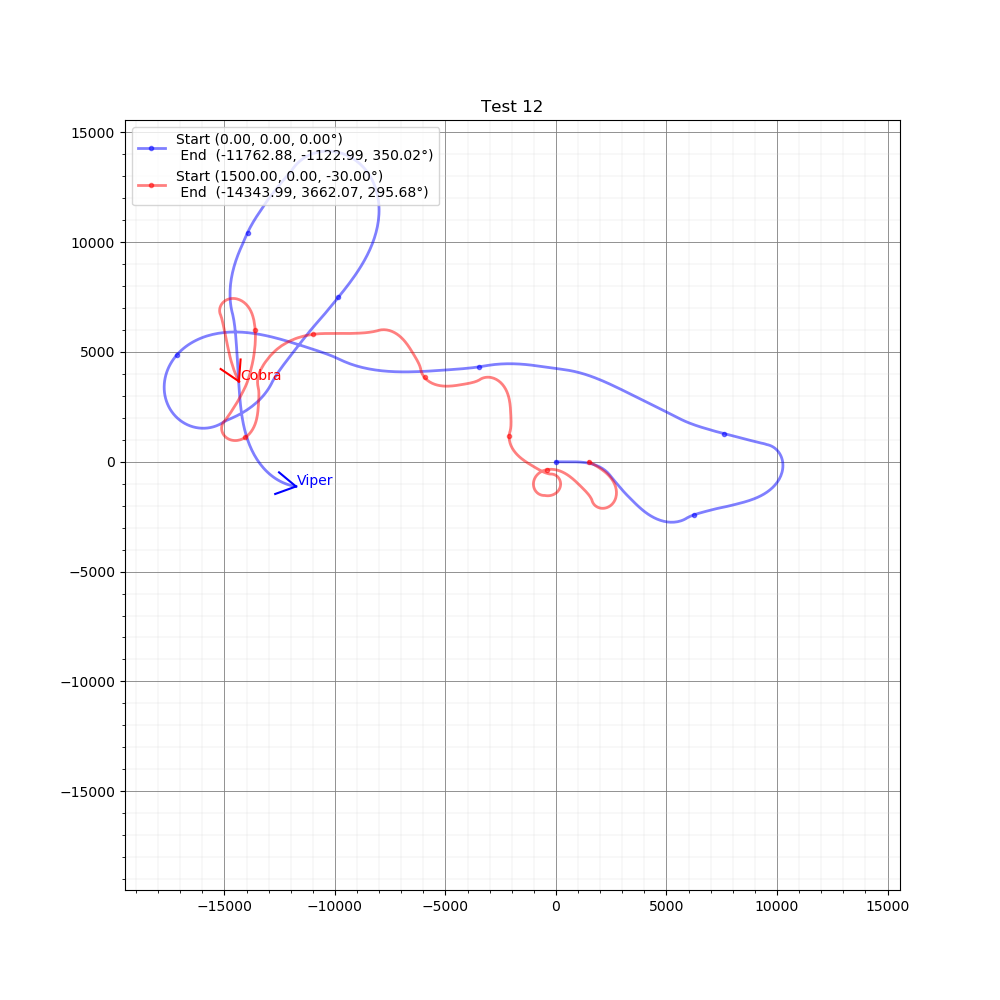 Test 12
Start (0.00, 0.00, 0.00°)
End  (-11762.88, -1122.99, 350.02°)
Start (1500.00, 0.00, -30.00°)
End  (-14343.99, 3662.07, 295.68°)
15000
10000
5000
0
−5000
−10000
−15000
Cobra
Viper
−15000 −10000 −5000 0 5000 10000 15000